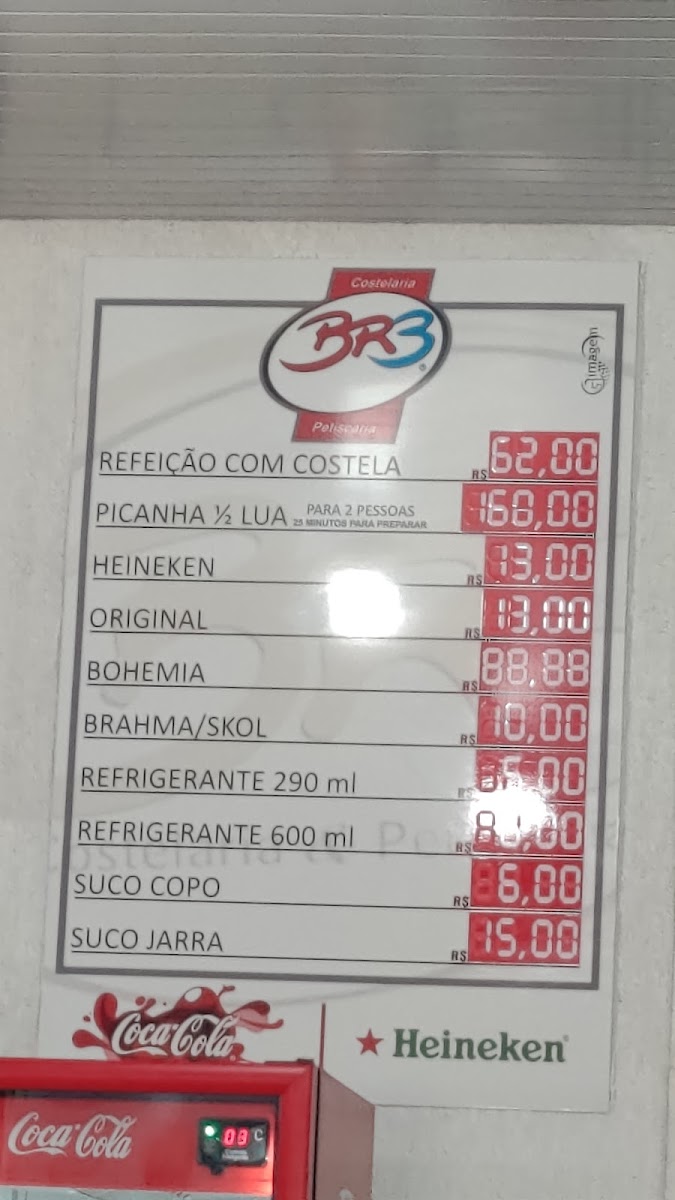 Costelaria
BR3
Petiscaria
imagem
REFEIÇÃO COM COSTELA R$ 62,00
PICANHA ½ LUA PARA 2 PESSOAS 160,00
25 MINUTOS PARA PREPARAR
HEINEKEN R$ 13,00
ORIGINAL R$ 13,00
BOHEMIA R$ 88,88
BRAHMA/SKOL R$ 10,00
REFRIGERANTE 290 ml R$
REFRIGERANTE 600 ml R$
SUCO COPO R$ 6,00
SUCO JARRA R$ 15,00
Coca-Cola
Heineken
Coca-Cola
03 C